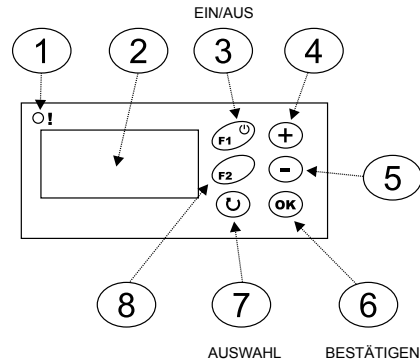 EIN/AUS
1 2 3 4
!
F1 +
F2 - 5
OK
8 7 6
AUSWAHL BESTÄTIGEN